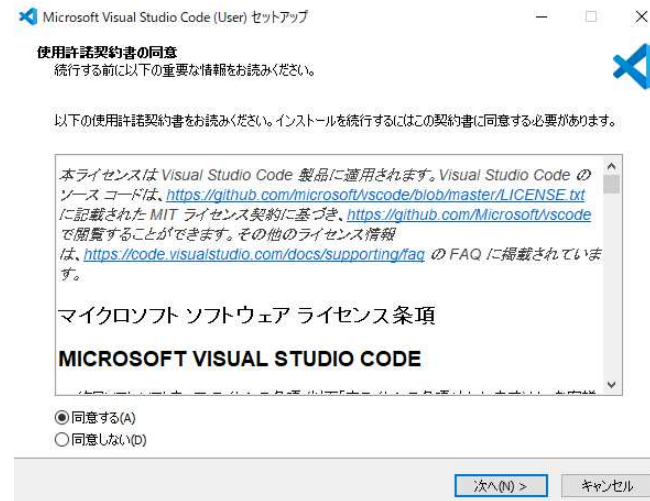 Microsoft Visual Studio Code (User) セットアップ
使用許諾契約書の同意
続行する前に以下の重要な情報をお読みください。
以下の使用許諾契約書をお読みください。インストールを続行するにはこの契約書に同意する必要があります。
本ライセンスは Visual Studio Code 製品に適用されます。Visual Studio Code の
ソース コードは、https://github.com/microsoft/vscode/blob/master/LICENSE.txt
に記載された MIT ライセンス契約に基づき、https://github.com/Microsoft/vscode
で閲覧することができます。その他のライセンス情報
は、https://code.visualstudio.com/docs/supporting/faq の FAQ に掲載されていま
す。
マイクロソフト ソフトウェア ライセンス条項
MICROSOFT VISUAL STUDIO CODE
同意する(A)
同意しない(D)
次へ(N) >
キャンセル